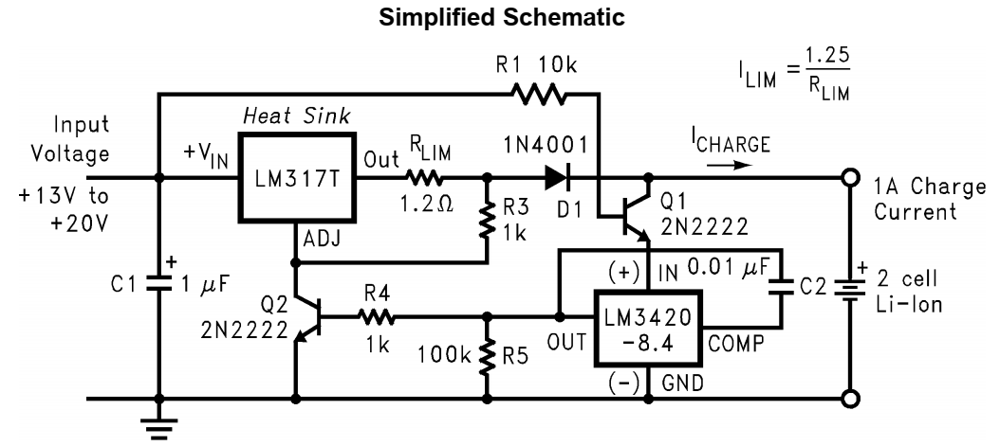 Simplified Schematic
R1 10k
I_LIM = 1.25 / R_LIM
Input
Voltage
+13V to
+20V
Heat Sink
+V_IN
LM317T
Out
ADJ
R_LIM
1.2Ω
1N4001
D1
I_CHARGE
1A Charge
Current
R3
1k
Q1
2N2222
C1
+
1 μF
Q2
2N2222
R4
1k
100k
R5
(+)
IN
0.01 μF
C2
LM3420
-8.4
OUT
COMP
(-)
GND
+
2 cell
Li-Ion